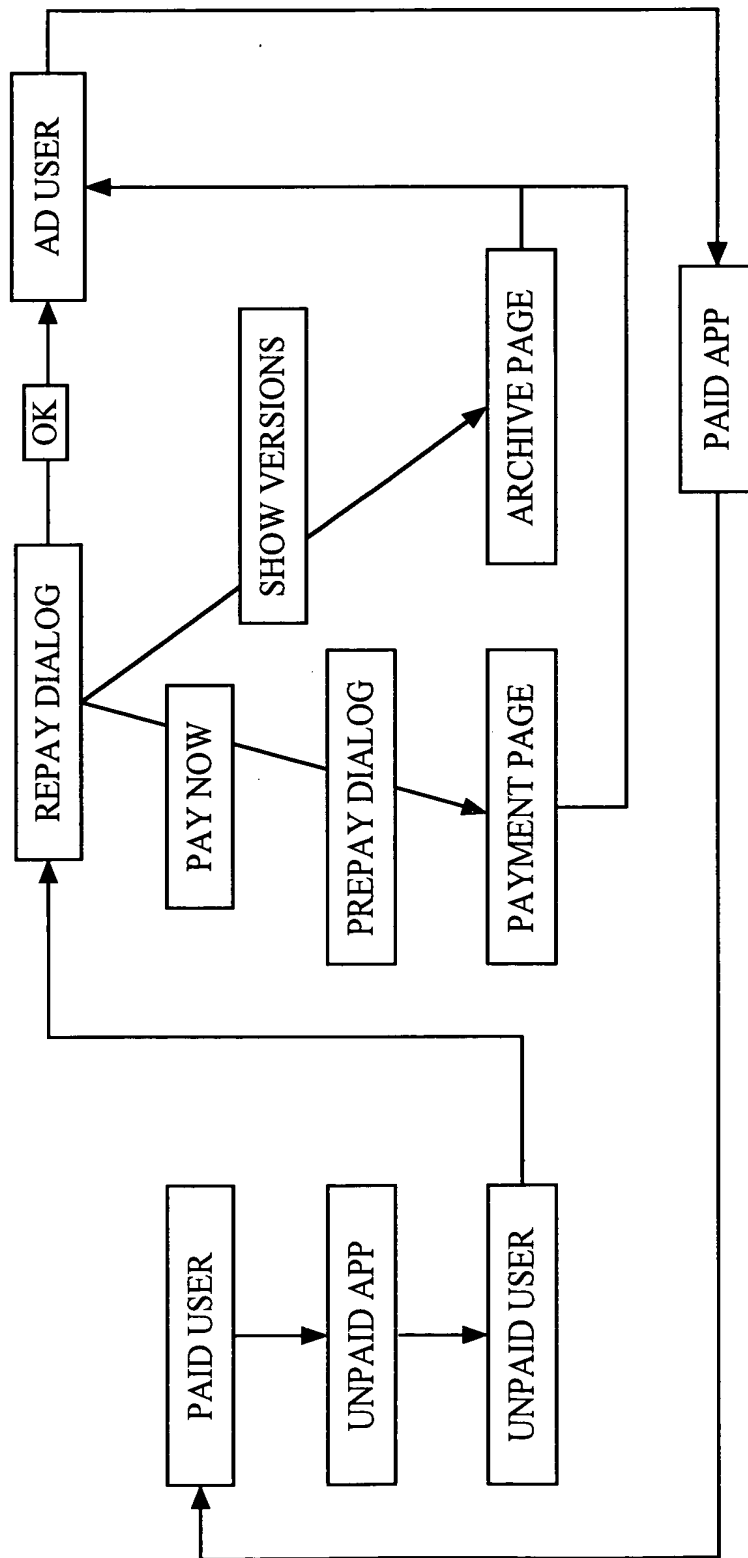 REPAY DIALOG
OK
AD USER
PAID USER
PAY NOW
SHOW VERSIONS
UNPAID APP
PREPAY DIALOG
UNPAID USER
PAYMENT PAGE
ARCHIVE PAGE
PAID APP